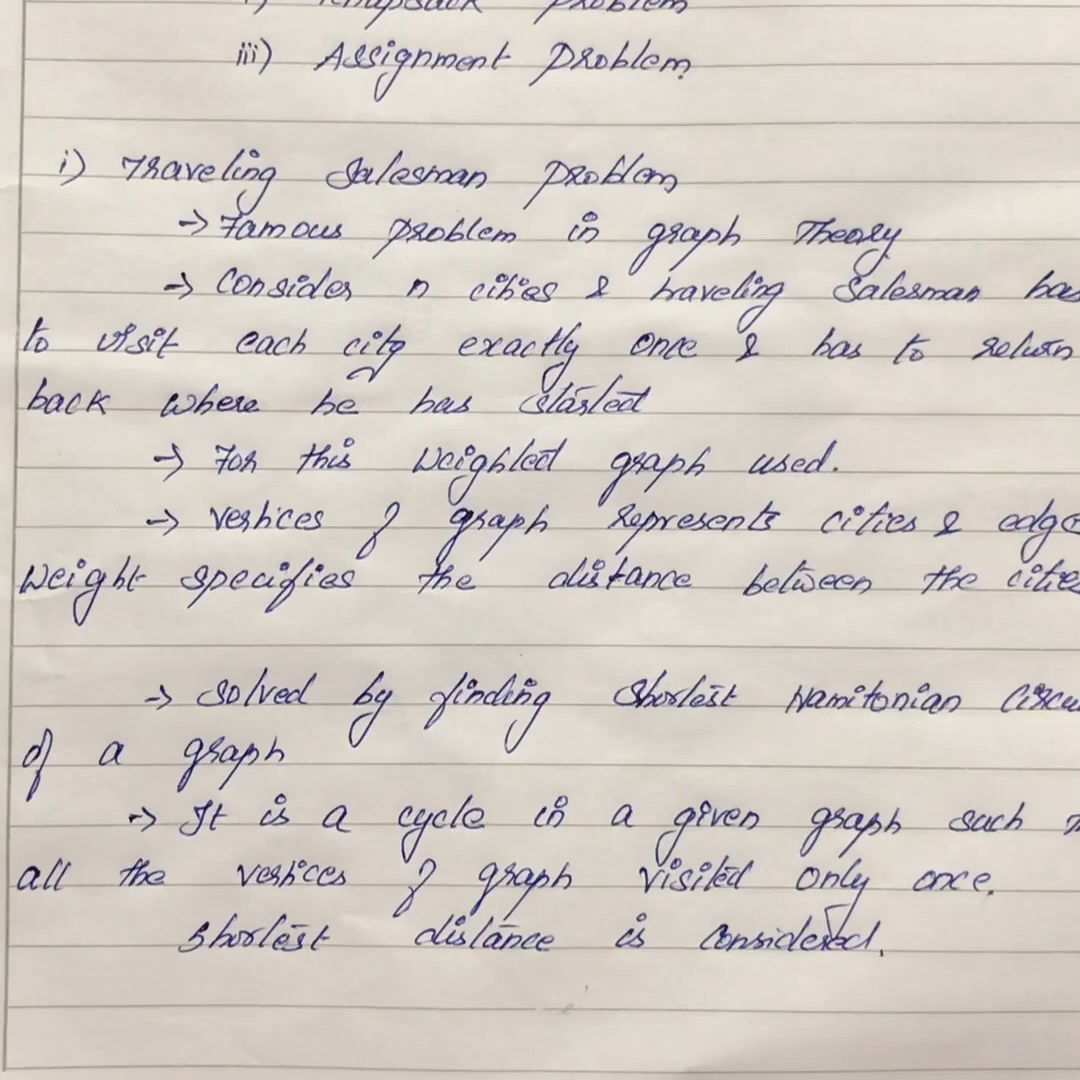 Problem
iii) Assignment Problem
i) Traveling Salesman Problem
-> Famous problem in graph Theory
-> Consider n cities & traveling Salesman has
to visit each city exactly once & has to return
back where he has started
-> For this Weighted graph used.
-> Vertices of graph represents cities & edge
Weight specifies the distance between the cities
-> Solved by finding Shortest Hamitonian Circu
of a graph
-> It is a cycle in a given graph such
all the vertices of graph visited only once.
Shortest distance is Considered.